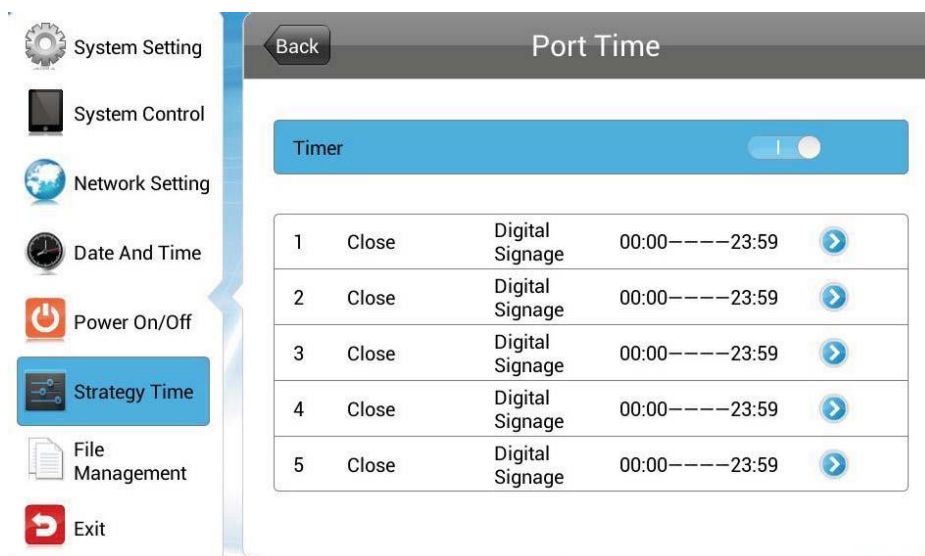 System Setting
System Control
Network Setting
Date And Time
Power On/Off
Strategy Time
File
Management
Exit
Back
Port Time
Timer
1 Close Digital Signage 00:00————23:59
2 Close Digital Signage 00:00————23:59
3 Close Digital Signage 00:00————23:59
4 Close Digital Signage 00:00————23:59
5 Close Digital Signage 00:00————23:59